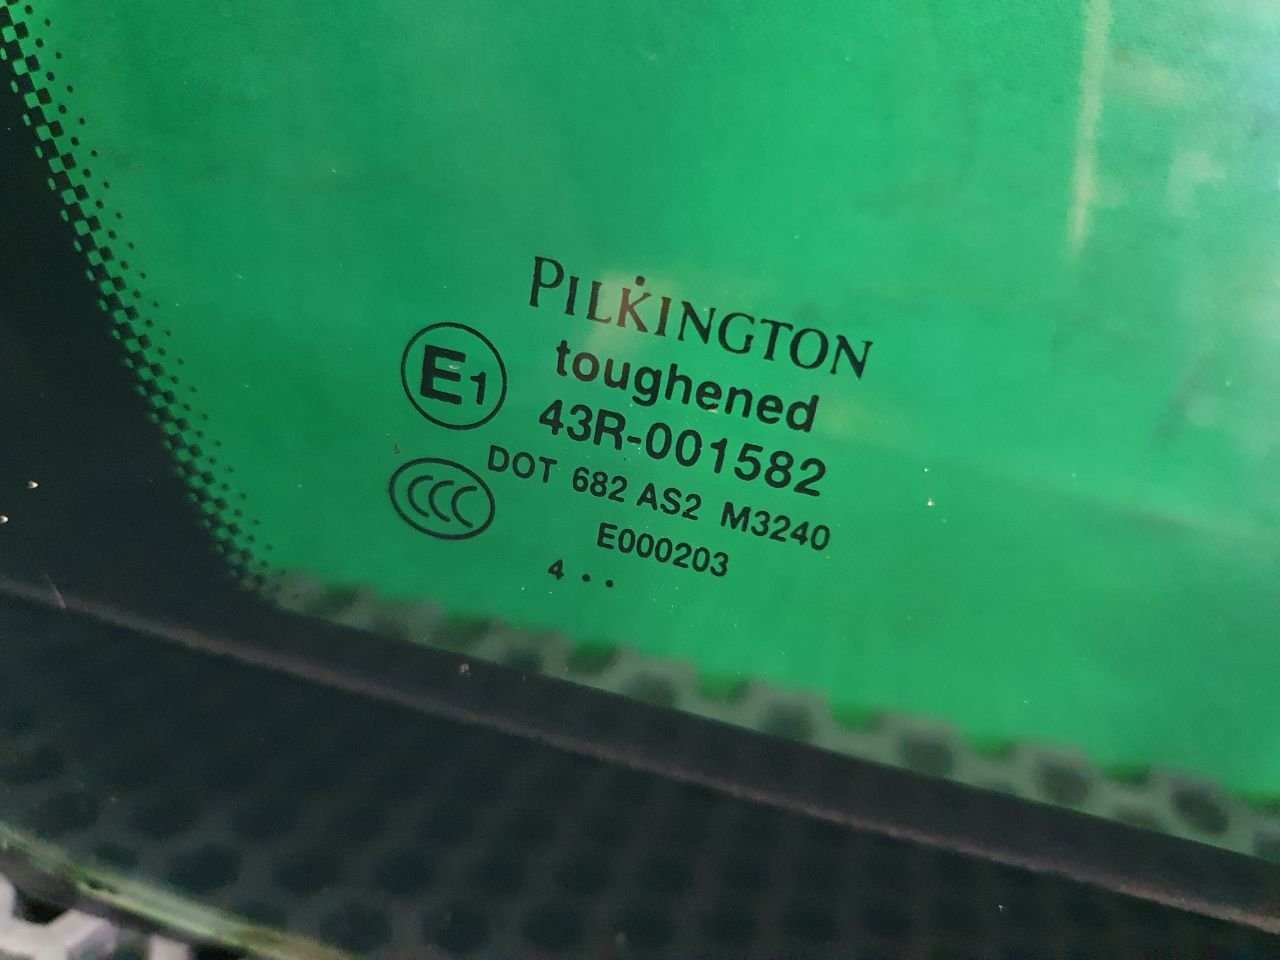 PILKINGTON
toughened
E1
43R-001582
DOT 682 AS2 M3240
CCC
E000203
4 . .